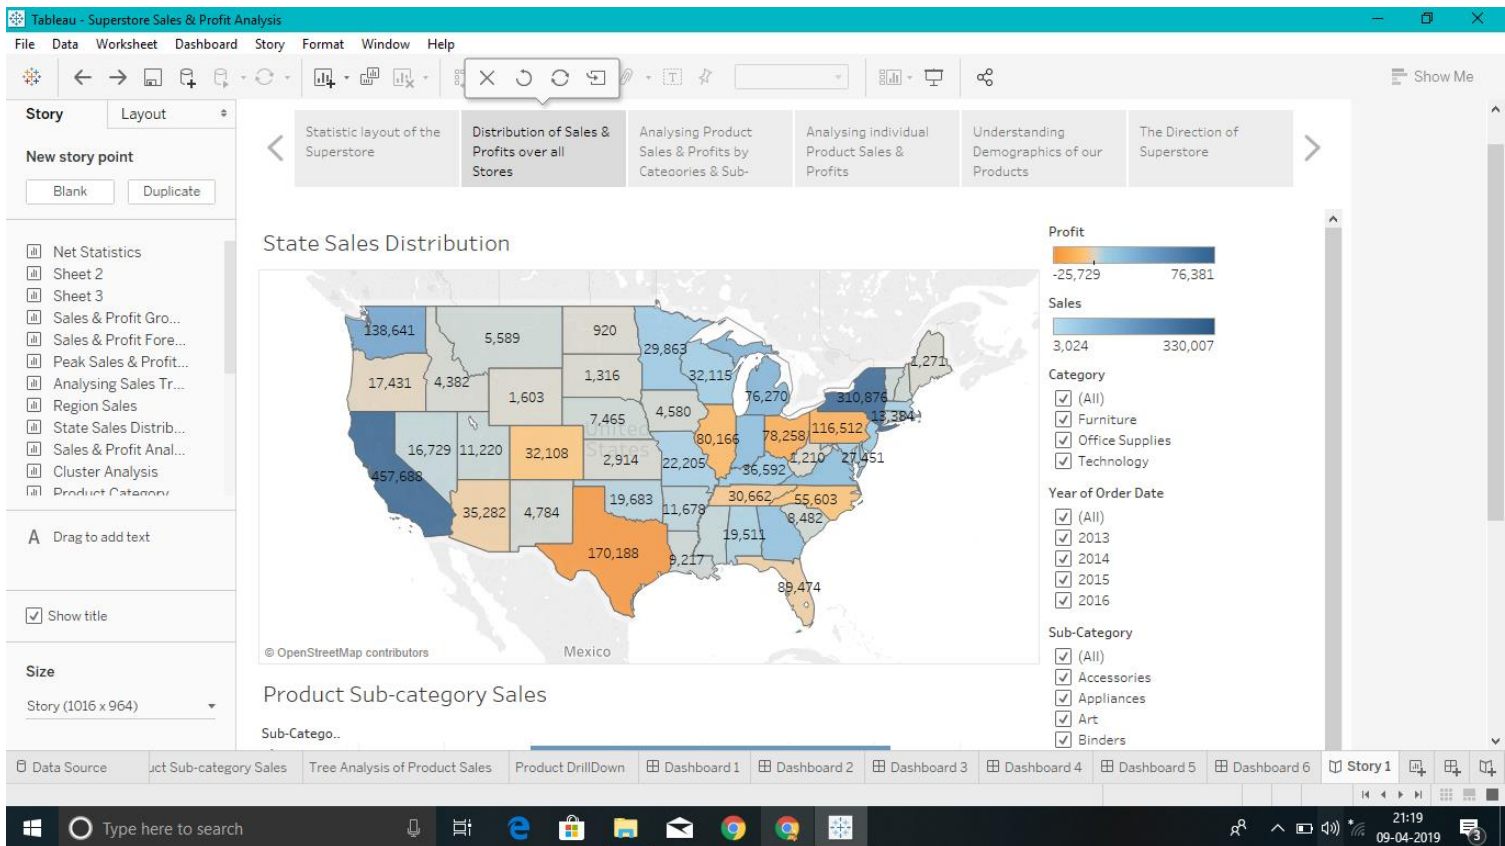 Tableau - Superstore Sales & Profit Analysis
File Data Worksheet Dashboard Story Format Window Help
Show Me
Story Layout
New story point
Blank Duplicate
Net Statistics
Sheet 2
Sheet 3
Sales & Profit Gro...
Sales & Profit Fore...
Peak Sales & Profit...
Analysing Sales Tr...
Region Sales
State Sales Distrib...
Sales & Profit Anal...
Cluster Analysis
Product Category
A Drag to add text
Show title
Size
Story (1016 x 964)
Statistic layout of the
Superstore
Distribution of Sales &
Profits over all
Stores
Analysing Product
Sales & Profits by
Categories & Sub-
Analysing individual
Product Sales &
Profits
Understanding
Demographics of our
Products
The Direction of
Superstore
State Sales Distribution
138,641
5,589
920
29,863
1,271
17,431
4,382
1,316
32,115
1,603
76,270
310,876
7,465
4,580
13,384
United
States
16,729
11,220
32,108
2,914
80,166
78,258
116,512
22,205
36,592
1,210
27,451
457,688
35,282
4,784
19,683
11,678
30,662
55,603
8,482
19,511
170,188
9,217
89,474
Mexico
© OpenStreetMap contributors
Product Sub-category Sales
Sub-Catego..
Profit
-25,729 76,381
Sales
3,024 330,007
Category
(All)
Furniture
Office Supplies
Technology
Year of Order Date
(All)
2013
2014
2015
2016
Sub-Category
(All)
Accessories
Appliances
Art
Binders
Data Source uct Sub-category Sales Tree Analysis of Product Sales Product DrillDown Dashboard 1 Dashboard 2 Dashboard 3 Dashboard 4 Dashboard 5 Dashboard 6 Story 1
Type here to search
21:19
09-04-2019
3